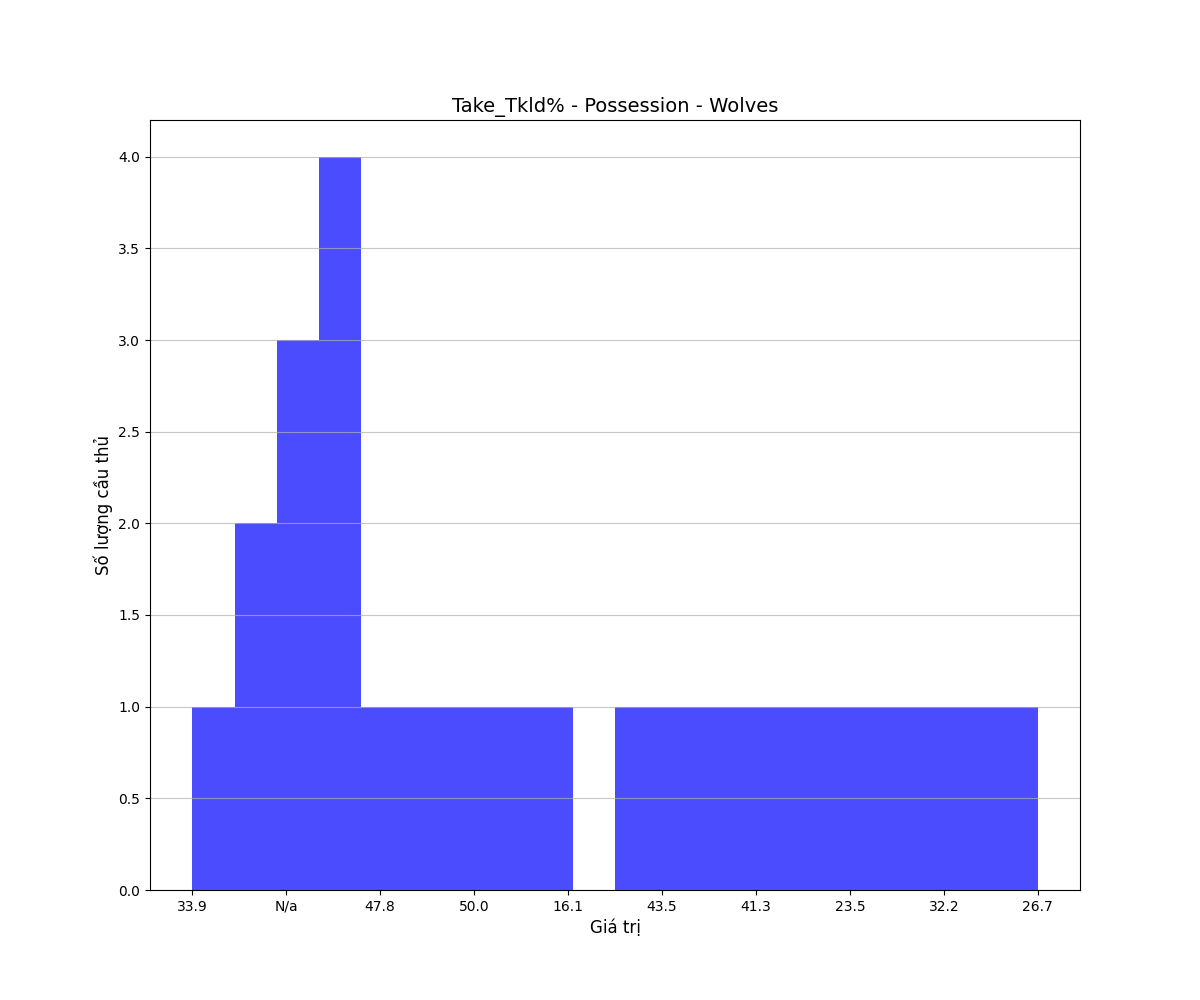 Take_Tkld% - Possession - Wolves
4.0
3.5
3.0
2.5
2.0
1.5
1.0
0.5
0.0
Số lượng cầu thủ
33.9 N/a 47.8 50.0 16.1 43.5 41.3 23.5 32.2 26.7
Giá trị